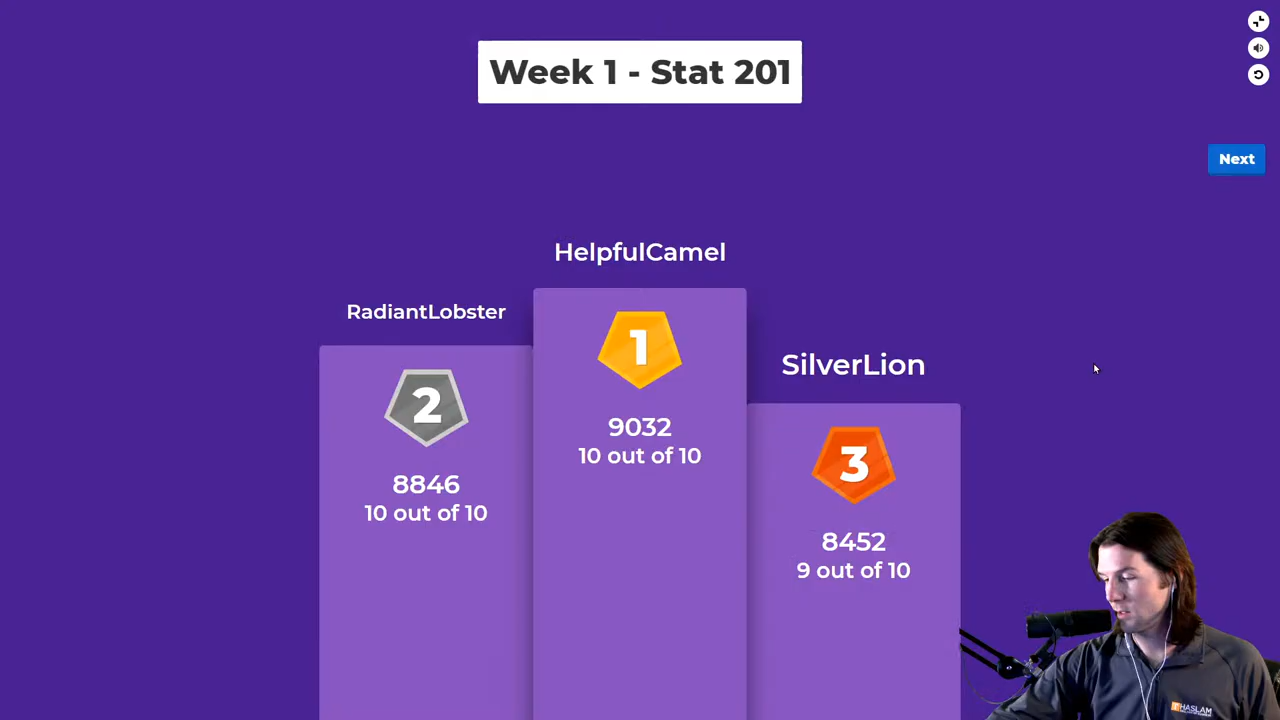 Week 1 - Stat 201
Next
HelpfulCamel
1
9032
10 out of 10
RadiantLobster
2
8846
10 out of 10
SilverLion
3
8452
9 out of 10
HASLAM